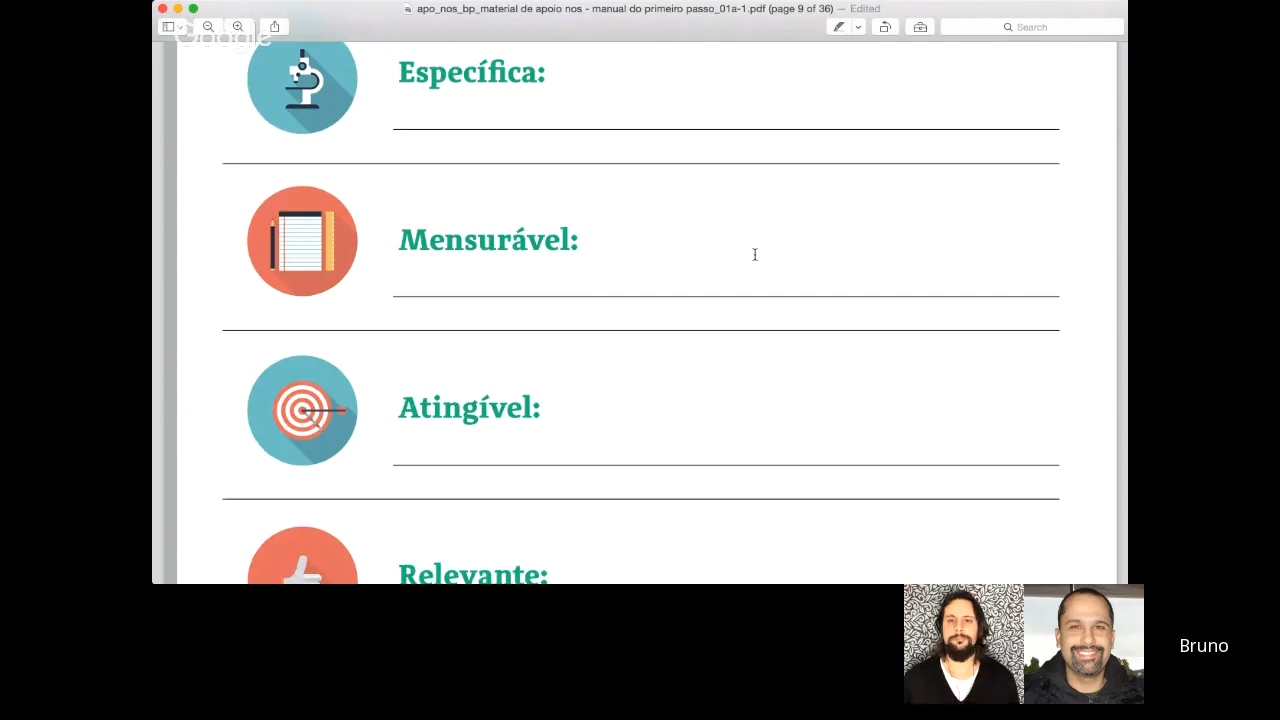 apo_nos_bp_material de apoio nos - manual do primeiro passo_01a-1.pdf (page 9 of 36) — Edited
Search
Google
Específica:
Mensurável:
Atingível:
Relevante:
Bruno